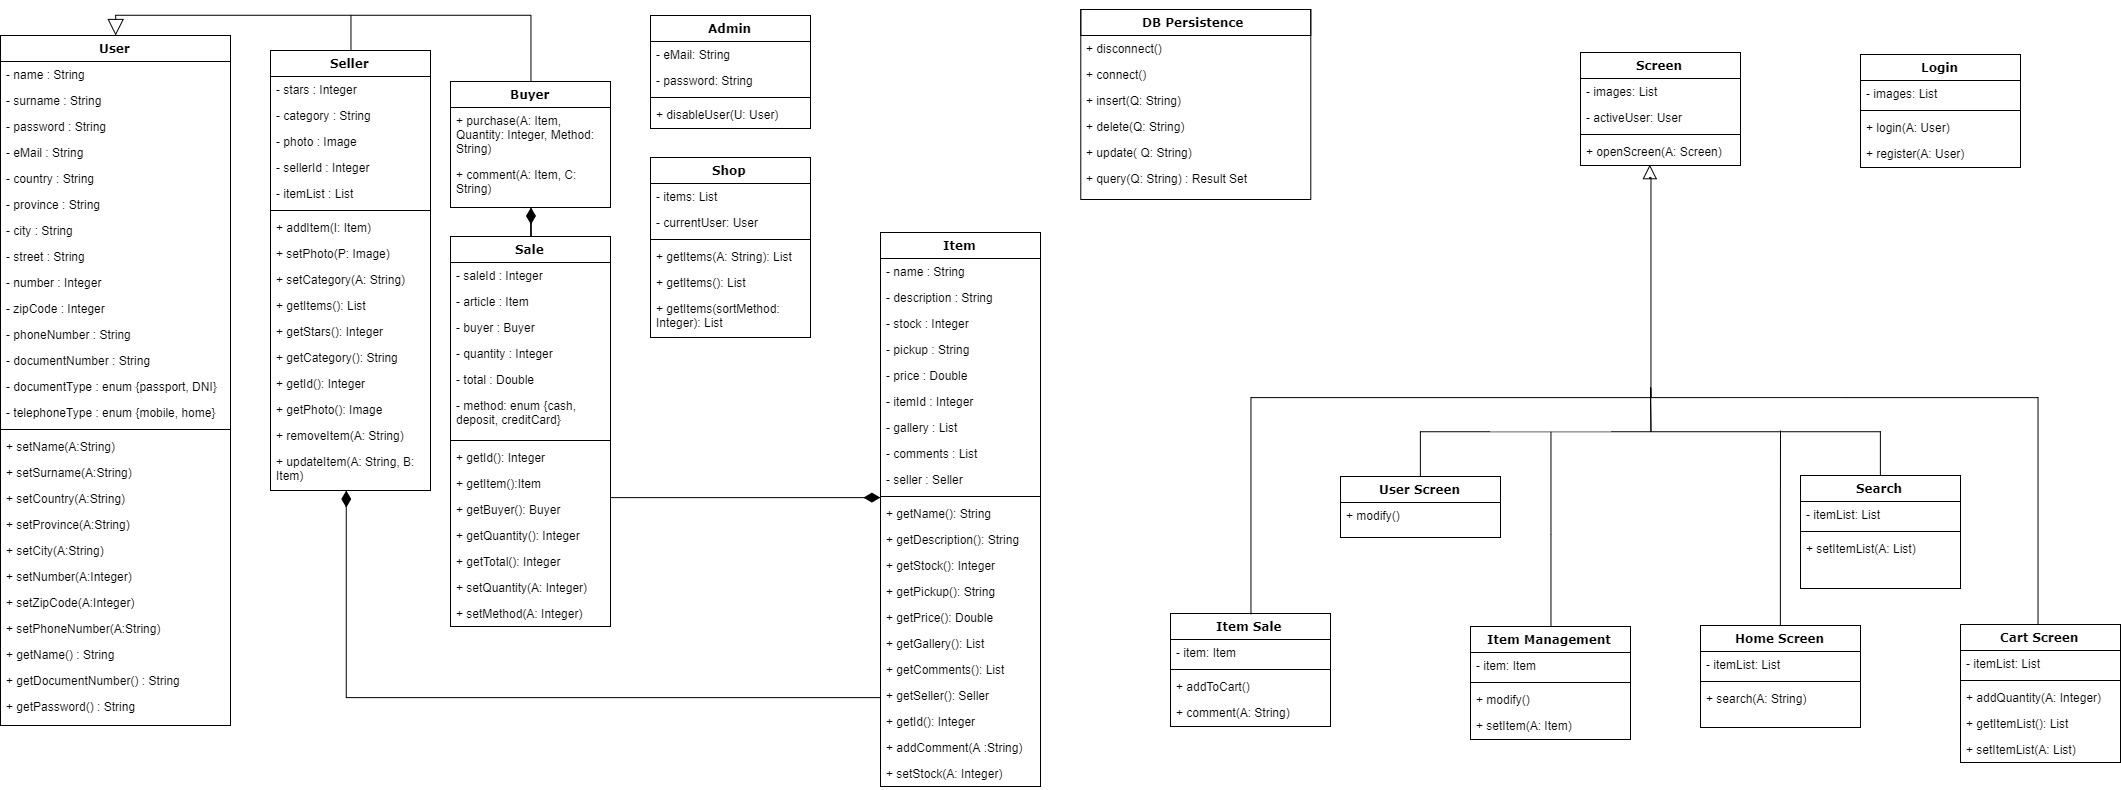 User
- name : String
- surname : String
- password : String
- eMail : String
- country : String
- province : String
- city : String
- street : String
- number : Integer
- zipCode : Integer
- phoneNumber : String
- documentNumber : String
- documentType : enum {passport, DNI}
- telephoneType : enum {mobile, home}
+ setName(A:String)
+ setSurname(A:String)
+ setCountry(A:String)
+ setProvince(A:String)
+ setCity(A:String)
+ setNumber(A:Integer)
+ setZipCode(A:Integer)
+ setPhoneNumber(A:String)
+ getName() : String
+ getDocumentNumber() : String
+ getPassword() : String
Seller
- stars : Integer
- category : String
- photo : Image
- sellerId : Integer
- itemList : List
+ addItem(I: Item)
+ setPhoto(P: Image)
+ setCategory(A: String)
+ getItems(): List
+ getStars(): Integer
+ getCategory(): String
+ getId(): Integer
+ getPhoto(): Image
+ removeItem(A: String)
+ updateItem(A: String, B:
Item)
Buyer
+ purchase(A: Item,
Quantity: Integer, Method:
String)
+ comment(A: Item, C:
String)
Sale
- saleId : Integer
- article : Item
- buyer : Buyer
- quantity : Integer
- total : Double
- method: enum {cash,
deposit, creditCard}
+ getId(): Integer
+ getItem():Item
+ getBuyer(): Buyer
+ getQuantity(): Integer
+ getTotal(): Integer
+ setQuantity(A: Integer)
+ setMethod(A: Integer)
Admin
- eMail: String
- password: String
+ disableUser(U: User)
Shop
- items: List
- currentUser: User
+ getItems(A: String): List
+ getItems(): List
+ getItems(sortMethod:
Integer): List
Item
- name : String
- description : String
- stock : Integer
- pickup : String
- price : Double
- itemId : Integer
- gallery : List
- comments : List
- seller : Seller
+ getName(): String
+ getDescription(): String
+ getStock(): Integer
+ getPickup(): String
+ getPrice(): Double
+ getGallery(): List
+ getComments(): List
+ getSeller(): Seller
+ getId(): Integer
+ addComment(A :String)
+ setStock(A: Integer)
DB Persistence
+ disconnect()
+ connect()
+ insert(Q: String)
+ delete(Q: String)
+ update( Q: String)
+ query(Q: String) : Result Set
Screen
- images: List
- activeUser: User
+ openScreen(A: Screen)
Login
- images: List
+ login(A: User)
+ register(A: User)
User Screen
+ modify()
Search
- itemList: List
+ setItemList(A: List)
Item Sale
- item: Item
+ addToCart()
+ comment(A: String)
Item Management
- item: Item
+ modify()
+ setItem(A: Item)
Home Screen
- itemList: List
+ search(A: String)
Cart Screen
- itemList: List
+ addQuantity(A: Integer)
+ getItemList(): List
+ setItemList(A: List)